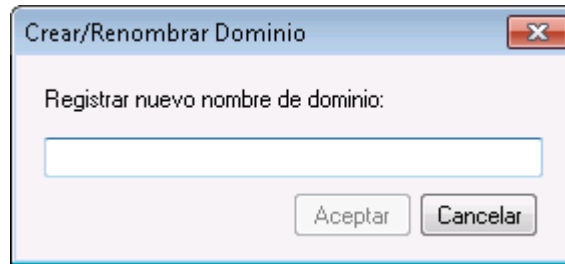 Crear/Renombrar Dominio
Registrar nuevo nombre de dominio:
Aceptar Cancelar